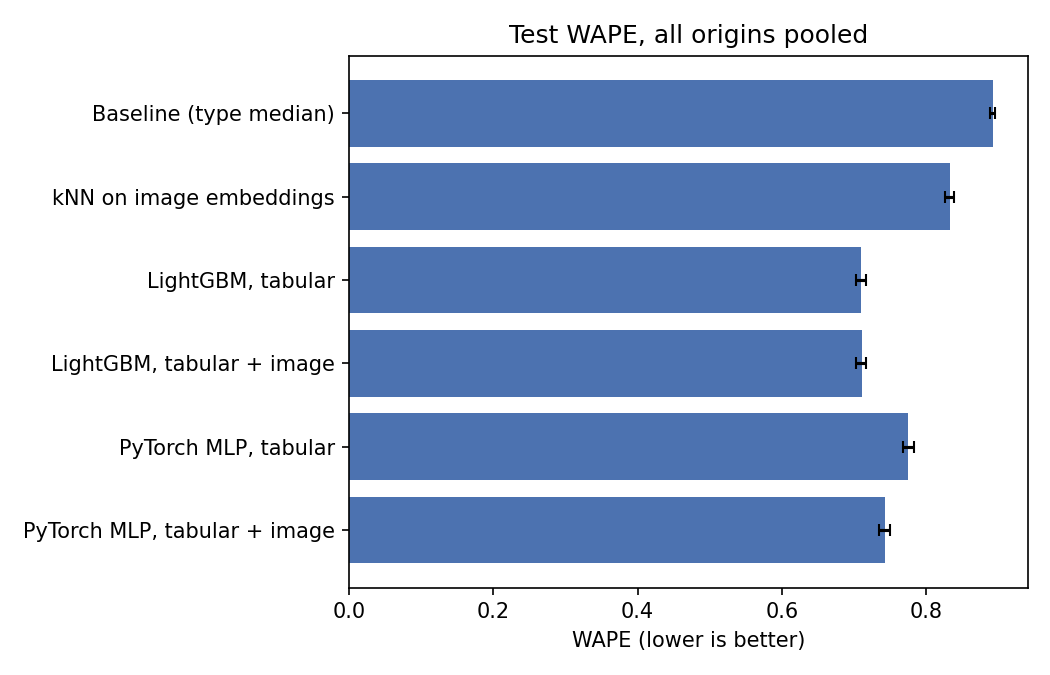 Test WAPE, all origins pooled
Baseline (type median)
kNN on image embeddings
LightGBM, tabular
LightGBM, tabular + image
PyTorch MLP, tabular
PyTorch MLP, tabular + image
0.0 0.2 0.4 0.6 0.8
WAPE (lower is better)